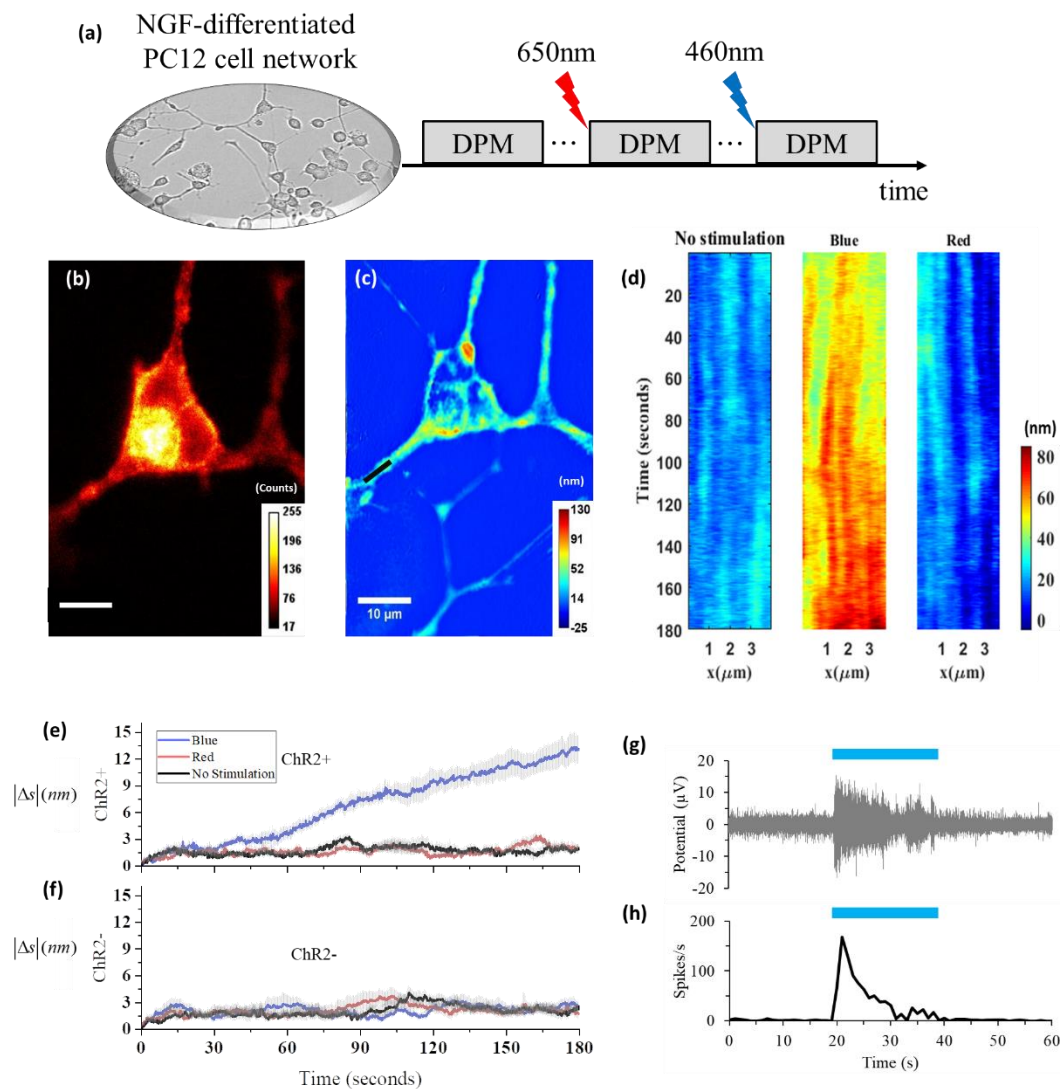 (a)
NGF-differentiated
PC12 cell network
650nm
460nm
DPM
...
DPM
...
DPM
time
(b)
(Counts)
255
196
136
76
17
(c)
(nm)
130
91
52
14
-25
10 µm
(d)
No stimulation
Blue
Red
Time (seconds)
20
40
60
80
100
120
140
160
180
1 2 3
x(μm)
1 2 3
x(μm)
1 2 3
x(μm)
(nm)
80
70
60
50
40
30
20
10
0
(e)
|Δs|(nm)
ChR2+
15
12
9
6
3
0
Blue
Red
No Stimulation
ChR2+
(f)
|Δs|(nm)
ChR2-
15
12
9
6
3
0
ChR2-
0 30 60 90 120 150 180
Time (seconds)
(g)
Potential (µV)
20
10
0
-10
-20
(h)
Spikes/s
200
100
0
0 10 20 30 40 50 60
Time (s)